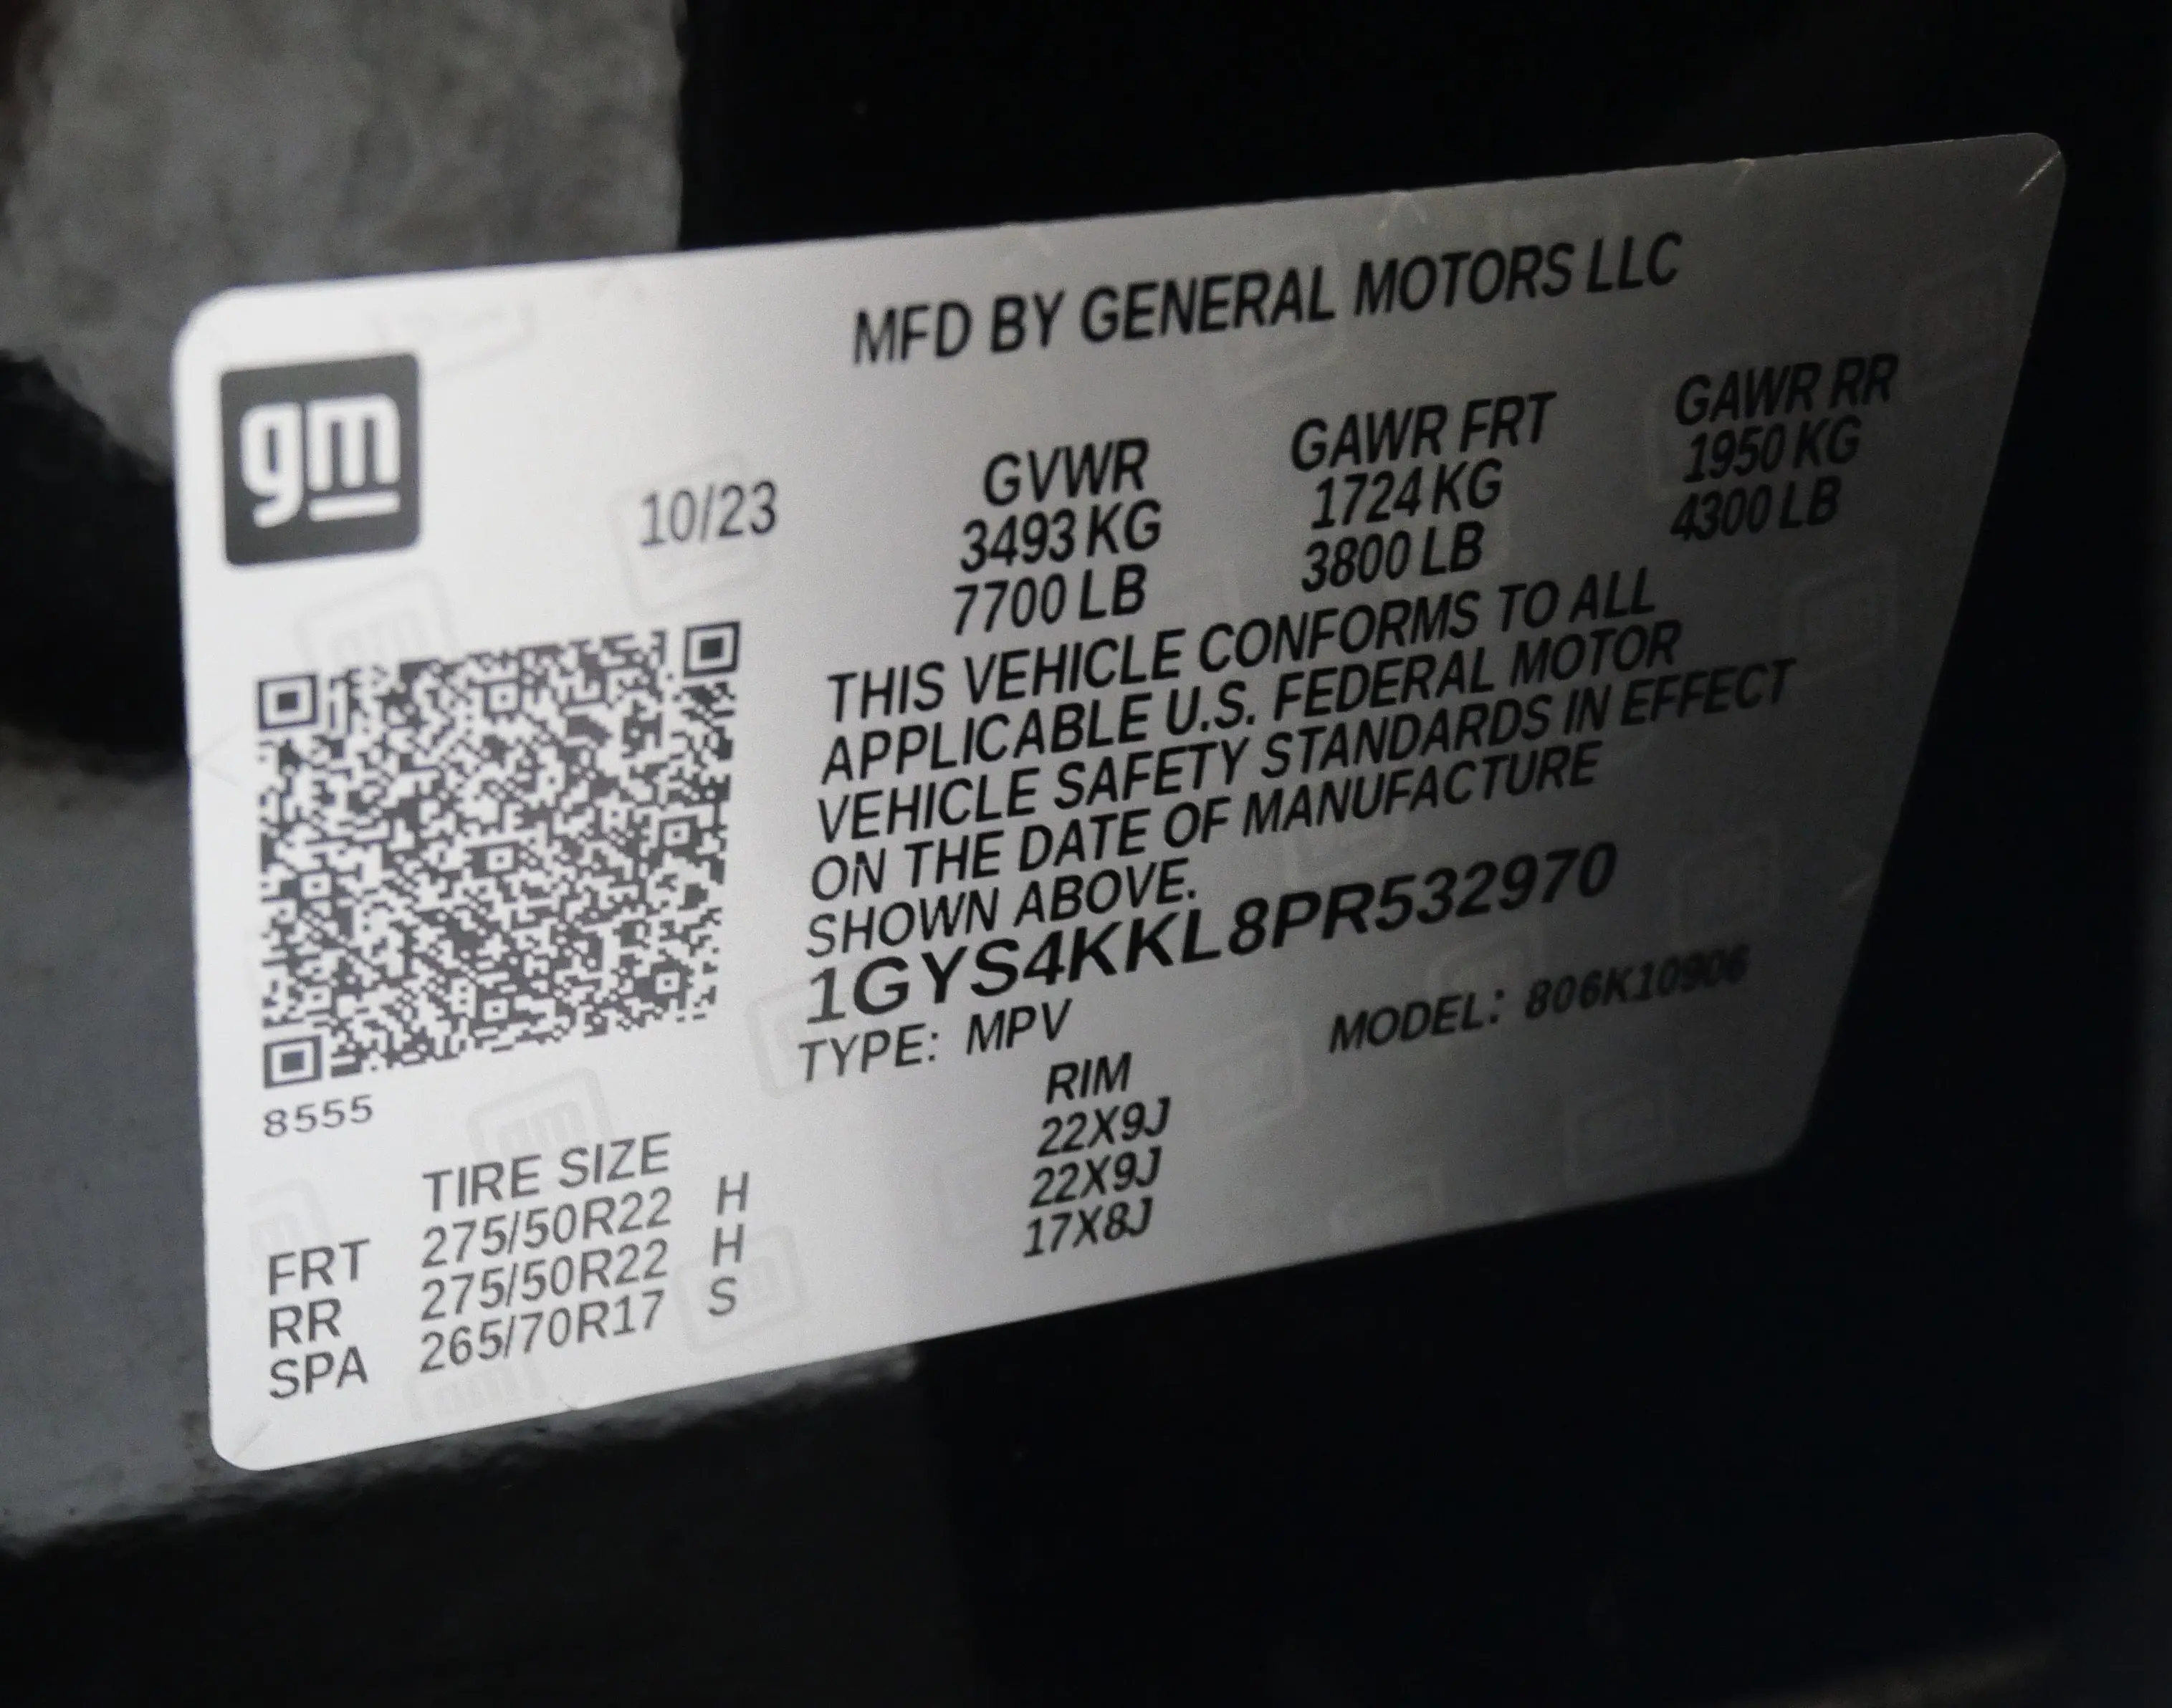 MFD BY GENERAL MOTORS LLC
gm
10/23
GVWR GAWR FRT GAWR RR
3493 KG 1724 KG 1950 KG
7700 LB 3800 LB 4300 LB
THIS VEHICLE CONFORMS TO ALL
APPLICABLE U.S. FEDERAL MOTOR
VEHICLE SAFETY STANDARDS IN EFFECT
ON THE DATE OF MANUFACTURE
SHOWN ABOVE.
1GYS4KKL8PR532970
TYPE: MPV MODEL: 806K10906
8555
TIRE SIZE RIM
FRT 275/50R22 H 22X9J
RR 275/50R22 H 22X9J
SPA 265/70R17 S 17X8J